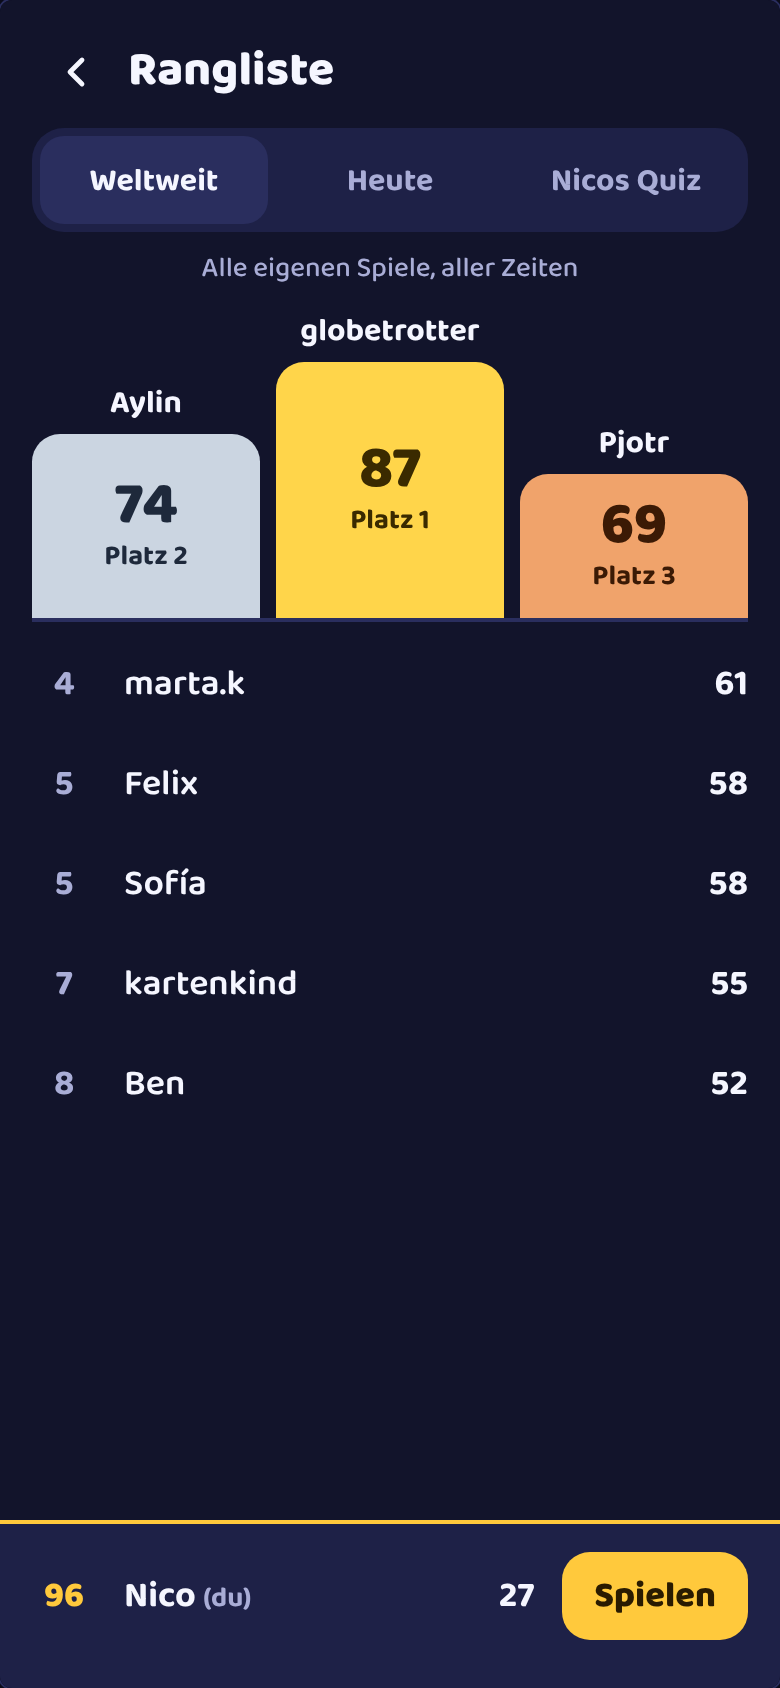 Rangliste
Weltweit Heute Nicos Quiz
Alle eigenen Spiele, aller Zeiten
globetrotter
87
Platz 1
Aylin
74
Platz 2
Pjotr
69
Platz 3
4 marta.k 61
5 Felix 58
5 Sofía 58
7 kartenkind 55
8 Ben 52
96 Nico (du) 27 Spielen